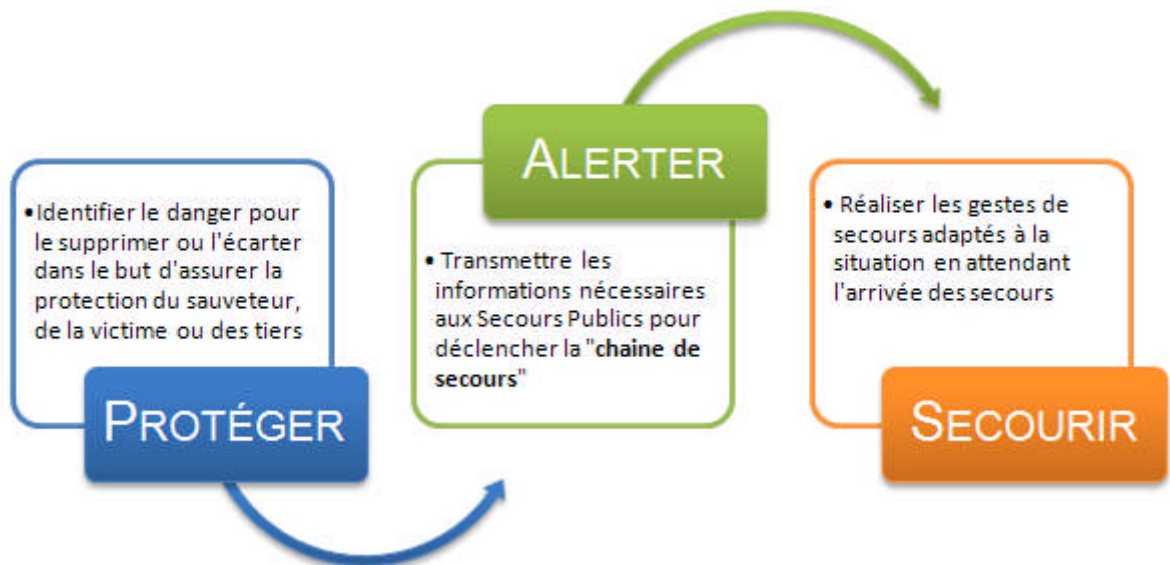 •Identifier le danger pour
le supprimer ou l'écarter
dans le but d'assurer la
protection du sauveteur,
de la victime ou des tiers
PROTÉGER
ALERTER
• Transmettre les
informations nécessaires
aux Secours Publics pour
déclencher la "chaine de
secours"
• Réaliser les gestes de
secours adaptés à la
situation en attendant
l'arrivée des secours
SECOURIR